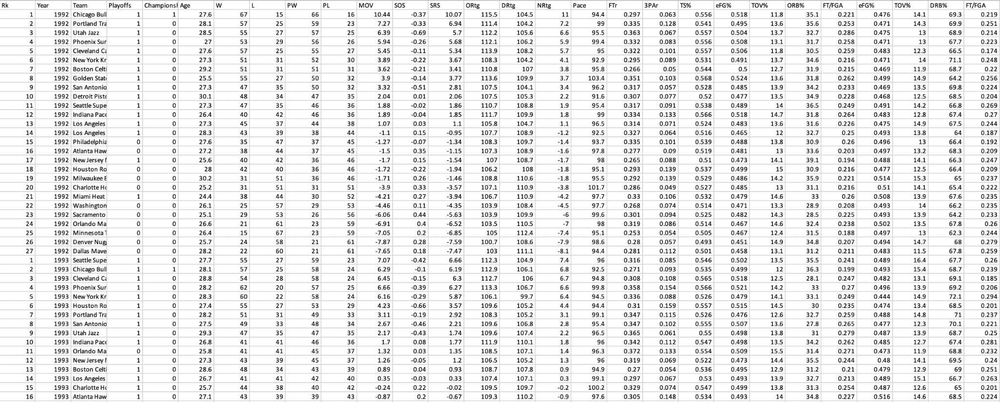 Rk Year Team Playoffs Championsh Age W L PW PL MOV SOS SRS ORtg DRtg NRtg Pace FTr 3PAr TS% eFG% TOV% ORB% FT/FGA eFG% TOV% DRB% FT/FGA
1 1992 Chicago Bull 1 1 27.6 67 15 66 16 10.44 -0.37 10.07 115.5 104.5 11 94.4 0.297 0.063 0.556 0.518 11.8 35.1 0.221 0.476 14.1 69.3 0.219
2 1992 Portland Tra 1 0 28.1 57 25 59 23 7.27 -0.33 6.94 111.4 104.2 7.2 99 0.335 0.128 0.541 0.495 13.6 35.6 0.253 0.471 14.3 69.9 0.251
3 1992 Utah Jazz 1 0 28.5 55 27 57 25 6.39 -0.69 5.7 112.2 105.6 6.6 95.5 0.363 0.067 0.557 0.504 13.7 32.7 0.286 0.475 13 68.9 0.214
4 1992 Phoenix Sur 1 0 27 53 29 56 26 5.94 -0.26 5.68 112.1 106.2 5.9 99.4 0.332 0.083 0.556 0.508 13.1 31.7 0.258 0.471 13 67.7 0.223
5 1992 Cleveland Ca 1 0 27.6 57 25 55 27 5.45 -0.11 5.34 113.9 108.2 5.7 95 0.322 0.101 0.557 0.506 11.8 30.5 0.259 0.483 12.3 66.5 0.174
6 1992 New York Kr 1 0 27.3 51 31 52 30 3.89 -0.22 3.67 108.3 104.2 4.1 92.9 0.295 0.089 0.531 0.491 13.7 34.6 0.216 0.471 14 71.1 0.248
7 1992 Boston Celti 1 0 29.2 51 31 51 31 3.62 -0.21 3.41 110.8 107 3.8 95.8 0.266 0.05 0.544 0.5 12.7 31.9 0.215 0.469 11.9 68.7 0.22
8 1992 Golden State 1 0 25.5 55 27 50 32 3.9 -0.14 3.77 113.6 109.9 3.7 103.4 0.351 0.103 0.568 0.524 13.6 31.8 0.262 0.499 14.9 64.2 0.256
9 1992 San Antonio 1 0 27.3 47 35 50 32 3.32 -0.51 2.81 107.5 104.1 3.4 96.2 0.317 0.057 0.528 0.485 13.9 34.2 0.233 0.469 13.5 69.8 0.224
10 1992 Detroit Pisto 1 0 30.1 48 34 47 35 2.04 0.01 2.06 107.5 105.3 2.2 91.6 0.307 0.077 0.52 0.477 13.5 34.9 0.228 0.468 12.5 68.5 0.204
11 1992 Seattle Supe 1 0 27.3 47 35 46 36 1.88 -0.02 1.86 110.7 108.8 1.9 95.4 0.317 0.091 0.538 0.489 14 36.5 0.249 0.491 14.2 66.8 0.269
12 1992 Indiana Pace 1 0 26.4 40 42 46 36 1.89 -0.04 1.85 111.7 109.9 1.8 99 0.334 0.133 0.566 0.518 14.7 31.8 0.264 0.483 12.8 67.4 0.27
13 1992 Los Angeles 1 0 27.3 45 37 44 38 1.07 0.03 1.1 105.8 104.7 1.1 96.5 0.314 0.071 0.524 0.483 13.6 31.6 0.226 0.475 14.9 67.5 0.244
14 1992 Los Angeles 1 0 28.3 43 39 38 44 -1.1 0.15 -0.95 107.7 108.9 -1.2 92.5 0.327 0.064 0.516 0.465 12 32.7 0.25 0.493 13.8 64 0.187
15 1992 Philadelphia 0 0 27.6 35 47 37 45 -1.27 -0.07 -1.34 108.3 109.7 -1.4 93.7 0.335 0.101 0.539 0.488 13.8 30.9 0.26 0.496 13 66.4 0.192
16 1992 Atlanta Haw 0 0 27.2 38 44 37 45 -1.5 0.35 -1.15 107.3 108.9 -1.6 97.8 0.277 0.09 0.519 0.481 13 33.6 0.203 0.497 13.2 68.3 0.209
17 1992 New Jersey I 1 0 25.6 40 42 36 46 -1.7 0.15 -1.54 107 108.7 -1.7 98 0.265 0.088 0.51 0.473 14.1 39.1 0.194 0.488 14.1 66.3 0.247
18 1992 Houston Ro 0 0 28 42 40 36 46 -1.72 -0.22 -1.94 106.2 108 -1.8 95.1 0.293 0.139 0.537 0.499 15 30.9 0.216 0.477 12.5 66.4 0.209
19 1992 Milwaukee E 0 0 30.2 31 51 36 46 -1.71 0.26 -1.46 108.8 110.6 -1.8 95.5 0.292 0.139 0.529 0.486 14.2 35.9 0.221 0.514 15.3 65 0.237
20 1992 Charlotte Ho 0 0 25.2 31 51 31 51 -3.9 0.33 -3.57 107.1 110.9 -3.8 101.7 0.286 0.049 0.527 0.485 13 31.1 0.216 0.51 14.1 65.4 0.222
21 1992 Miami Heat 1 0 24.4 38 44 30 52 -4.21 0.27 -3.94 106.7 110.9 -4.2 97.7 0.33 0.106 0.532 0.479 14.6 33 0.26 0.508 13.9 67.6 0.235
22 1992 Washington 0 0 26.1 25 57 29 53 -4.46 0.11 -4.35 103.9 108.4 -4.5 97.7 0.268 0.074 0.514 0.471 13.3 28.9 0.208 0.493 14 66.2 0.235
23 1992 Sacramento 0 0 25.1 29 53 26 56 -6.06 0.44 -5.63 103.9 109.9 -6 99.6 0.301 0.094 0.525 0.482 14.3 28.5 0.225 0.493 13.9 64.2 0.233
24 1992 Orlando Ma 0 0 26.6 21 61 23 59 -6.91 0.4 -6.52 103.5 110.5 -7 98 0.319 0.086 0.514 0.467 14.6 32.4 0.238 0.502 13.5 67.8 0.26
25 1992 Minnesota T 0 0 26.4 15 67 23 59 -7.05 0.2 -6.85 105 112.4 -7.4 95.1 0.253 0.054 0.505 0.467 12.4 31.5 0.188 0.497 13 62.3 0.244
26 1992 Denver Nug 0 0 25.7 24 58 21 61 -7.87 0.28 -7.59 100.7 108.6 -7.9 98.6 0.28 0.057 0.493 0.451 14.9 34.8 0.207 0.494 14.7 68 0.279
27 1992 Dallas Mave 0 0 28.2 22 60 21 61 -7.65 0.18 -7.47 103 111.1 -8.1 94.4 0.281 0.112 0.501 0.458 13.1 31.2 0.211 0.483 11.5 67.8 0.259
1 1993 Seattle Supe 1 0 27.7 55 27 59 23 7.07 -0.42 6.66 112.3 104.9 7.4 96 0.316 0.085 0.546 0.502 13.5 35.5 0.241 0.489 16.4 67.7 0.26
2 1993 Chicago Bull 1 1 28.1 57 25 58 24 6.29 -0.1 6.19 112.9 106.1 6.8 92.5 0.271 0.093 0.535 0.499 12 36.3 0.199 0.493 15.4 68.7 0.239
3 1993 Cleveland Ca 1 0 28.8 54 28 58 24 6.45 -0.15 6.3 112.7 106 6.7 94.8 0.308 0.108 0.565 0.518 12.5 28.1 0.247 0.482 13.1 69.1 0.185
4 1993 Phoenix Sur 1 0 28.2 62 20 57 25 6.66 -0.39 6.27 113.3 106.7 6.6 99.8 0.358 0.154 0.566 0.521 14.2 33 0.27 0.496 13.9 69.2 0.206
5 1993 New York Kr 1 0 28.3 60 22 58 24 6.16 -0.29 5.87 106.1 99.7 6.4 94.5 0.336 0.088 0.526 0.479 14.1 33.1 0.249 0.444 14.9 72.1 0.294
6 1993 Houston Ro 1 0 27.4 55 27 53 29 4.23 -0.66 3.57 109.6 105.2 4.4 94.4 0.31 0.159 0.557 0.515 14.5 30 0.235 0.474 13.4 68.5 0.201
7 1993 Portland Tra 1 0 28.2 51 31 49 33 3.11 -0.19 2.92 108.3 105.2 3.1 99.1 0.347 0.115 0.526 0.476 12.6 32.7 0.259 0.477 14.8 71 0.237
8 1993 San Antonio 1 0 27.5 49 33 48 34 2.67 -0.46 2.21 109.6 106.8 2.8 95.4 0.347 0.102 0.555 0.507 13.6 27.8 0.265 0.488 12.3 70.1 0.221
9 1993 Utah Jazz 1 0 29.3 47 35 47 35 2.17 -0.43 1.74 109.6 107.4 2.2 96.5 0.365 0.061 0.55 0.498 13.8 31 0.279 0.487 13.9 68.7 0.25
10 1993 Indiana Pace 1 0 26.8 41 41 46 36 1.7 0.08 1.77 111.9 110.1 1.8 96 0.342 0.112 0.547 0.498 13.5 34.2 0.262 0.485 12.7 67.4 0.281
11 1993 Orlando Ma 0 0 25.8 41 41 45 37 1.32 0.03 1.35 108.5 107.1 1.4 96.3 0.372 0.133 0.554 0.509 15.5 31.4 0.271 0.473 11.9 68.8 0.232
12 1993 New Jersey I 1 0 27.3 43 39 45 37 1.26 -0.05 1.2 106.5 105.2 1.3 96 0.319 0.069 0.522 0.473 14.4 35.5 0.244 0.48 14.1 69.5 0.24
13 1993 Boston Celti 1 0 28.6 48 34 43 39 0.89 0.04 0.93 108.7 107.8 0.9 94.9 0.27 0.054 0.536 0.495 12.9 31.2 0.21 0.479 12.9 69 0.251
14 1993 Los Angeles 1 0 26.7 41 41 42 40 0.35 -0.03 0.33 107.4 107.1 0.3 99.1 0.297 0.067 0.53 0.493 13.9 32.7 0.213 0.489 15.1 66.7 0.263
15 1993 Charlotte Ho 1 0 25.7 44 38 40 42 -0.24 0.22 -0.02 109.5 109.7 -0.2 100.2 0.329 0.074 0.547 0.499 13.8 31.3 0.254 0.487 12.6 65 0.201
16 1993 Atlanta Haw 1 0 27.1 43 39 39 43 -0.87 0.2 -0.67 109.3 110.2 -0.9 97.6 0.305 0.148 0.534 0.493 14 34.8 0.227 0.516 14.6 68.5 0.224